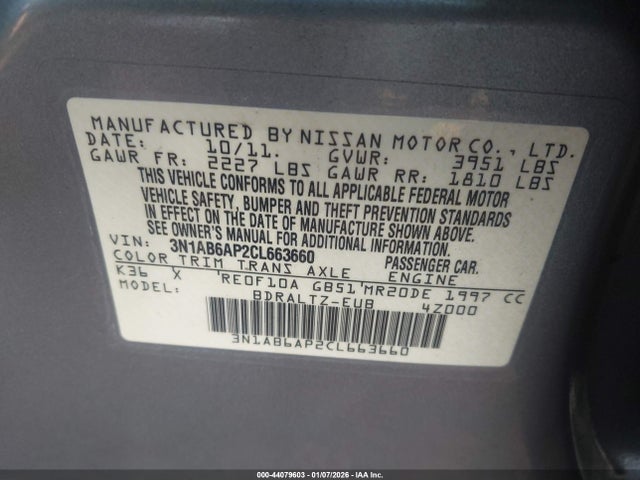 MANUFACTURED BY NISSAN MOTOR CO., LTD.
DATE: 10/11. GVWR: 3951 LBS
GAWR FR: 2227 LBS GAWR RR: 1810 LBS
THIS VEHICLE CONFORMS TO ALL APPLICABLE FEDERAL MOTOR
VEHICLE SAFETY, BUMPER AND THEFT PREVENTION STANDARDS
IN EFFECT ON THE DATE OF MANUFACTURE SHOWN ABOVE.
SEE OWNER'S MANUAL FOR ADDITIONAL INFORMATION.
VIN: 3N1AB6AP2CL663660 PASSENGER CAR.
COLOR TRIM TRANS AXLE ENGINE
K36 X RE0F10A GB51 MR20DE 1997 CC
MODEL: BDRALTZ-EUB 4Z000
3N1AB6AP2CL663660
000-44079603 - 01/07/2026 - IAA Inc.